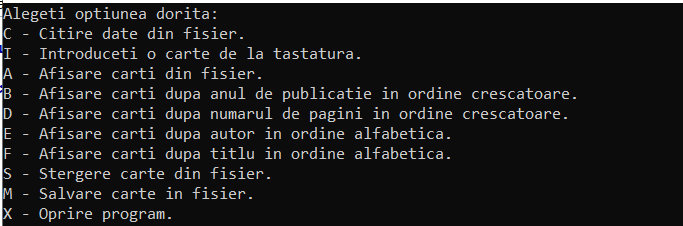 Alegeti optiunea dorita:
C - Citire date din fisier.
I - Introduceti o carte de la tastatura.
A - Afisare carti din fisier.
B - Afisare carti dupa anul de publicatie in ordine crescatoare.
D - Afisare carti dupa numarul de pagini in ordine crescatoare.
E - Afisare carti dupa autor in ordine alfabetica.
F - Afisare carti dupa titlu in ordine alfabetica.
S - Stergere carte din fisier.
M - Salvare carte in fisier.
X - Oprire program.